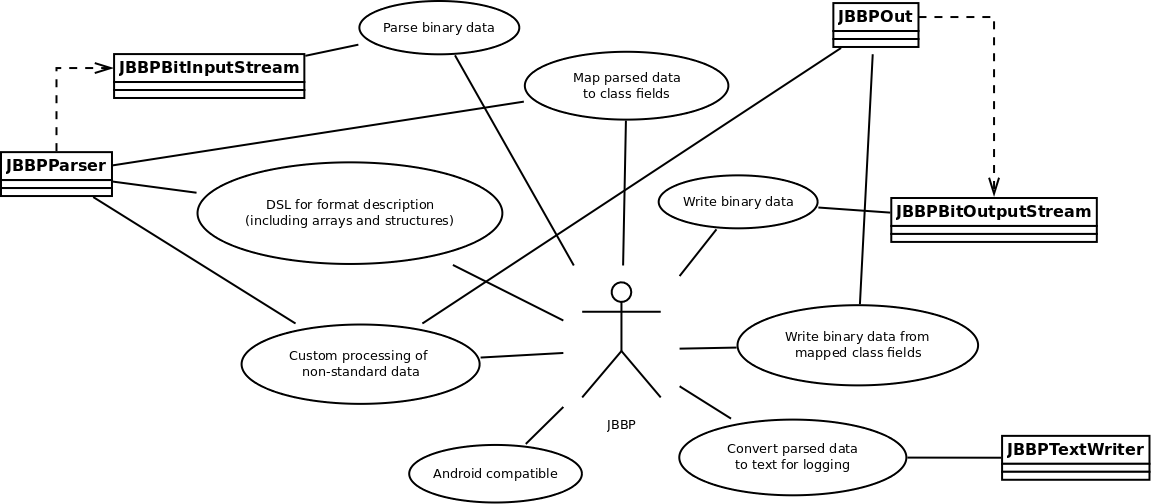 JBBPOut
Parse binary data
JBBPBitInputStream
Map parsed data
to class fields
JBBPParser
DSL for format description
(including arrays and structures)
Write binary data
JBBPBitOutputStream
Custom processing of
non-standard data
Write binary data from
mapped class fields
JBBP
Convert parsed data
to text for logging
JBBPTextWriter
Android compatible